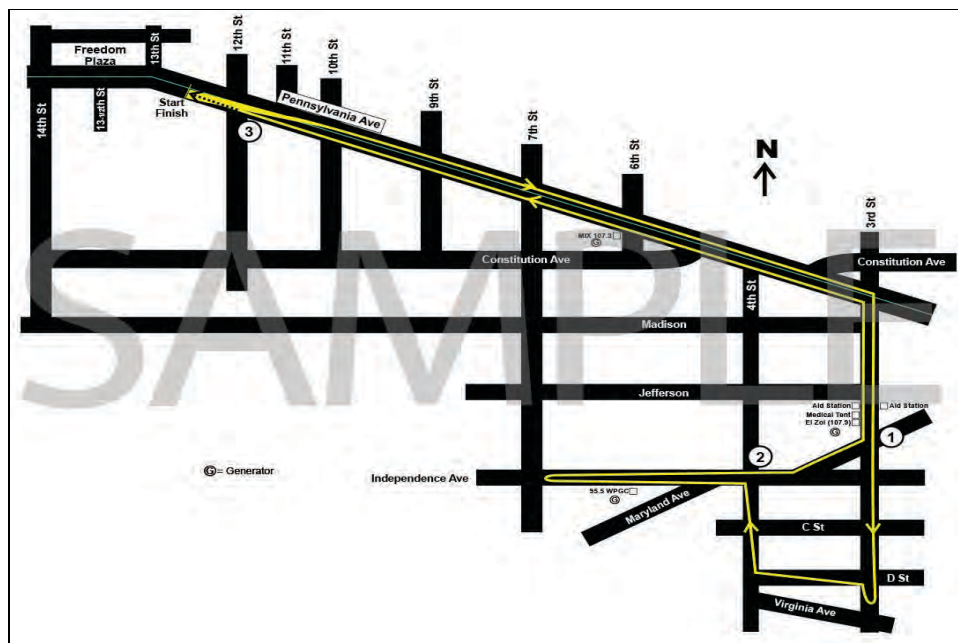 Freedom
Plaza
13th St
12th St
11th St
10th St
9th St
7th St
6th St
3rd St
14th St
Start
Finish
Pennsylvania Ave
3
N
MIX 107.3
G
Constitution Ave
Constitution Ave
4th St
SAMPLE
Madison
Jefferson
Aid Station
Aid Station
Medical Tent
El Zol (107.9)
G
1
2
G = Generator
Independence Ave
95.5 WPGC
G
Maryland Ave
C St
D St
Virginia Ave